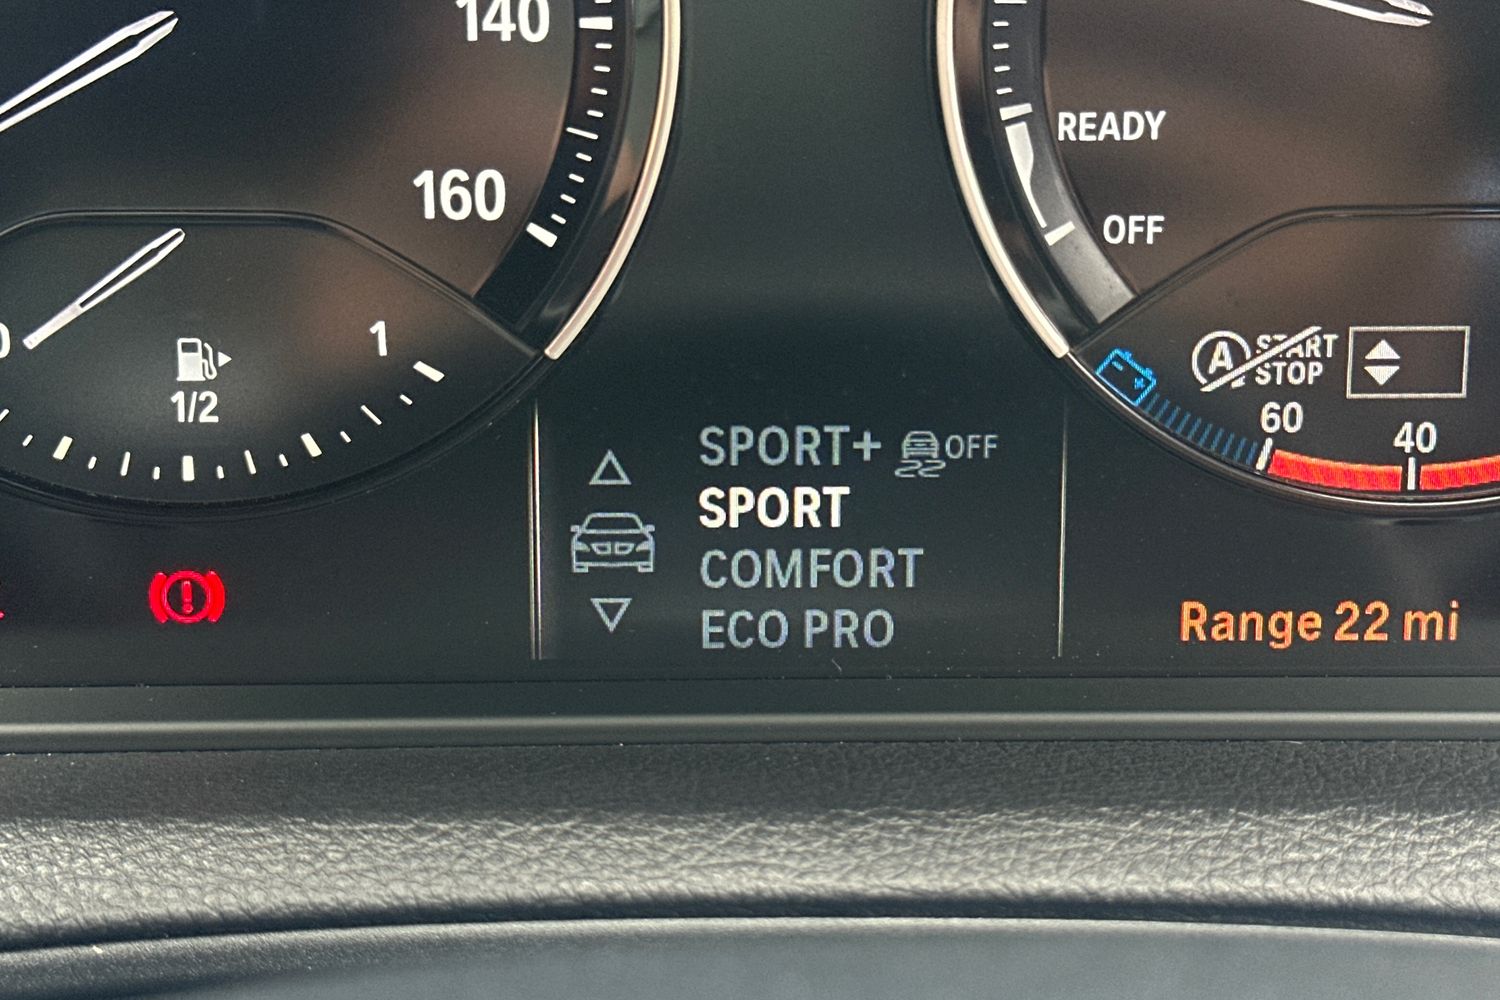 140
160
0
1
1/2
READY
OFF
A START
STOP
60
40
SPORT+ OFF
SPORT
COMFORT
ECO PRO
Range 22 mi